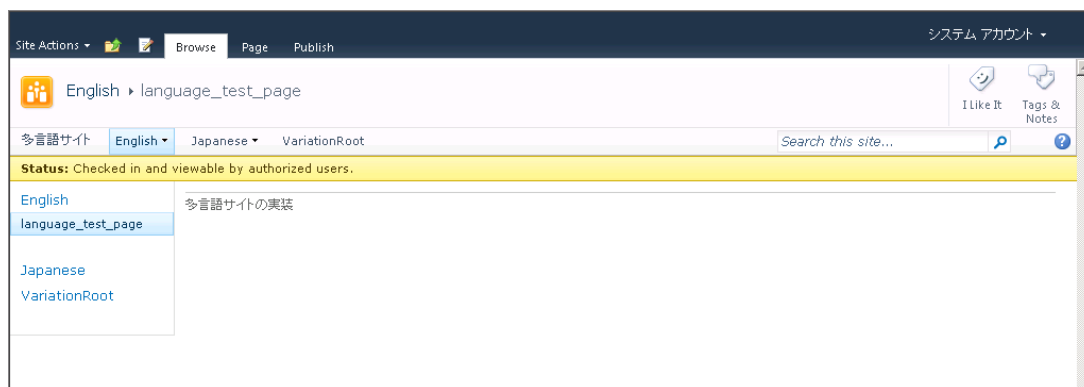 システム アカウント
Site Actions Browse Page Publish
English language_test_page
I Like It Tags & Notes
多言語サイト English Japanese VariationRoot Search this site...
Status: Checked in and viewable by authorized users.
English
多言語サイトの実装
language_test_page
Japanese
VariationRoot